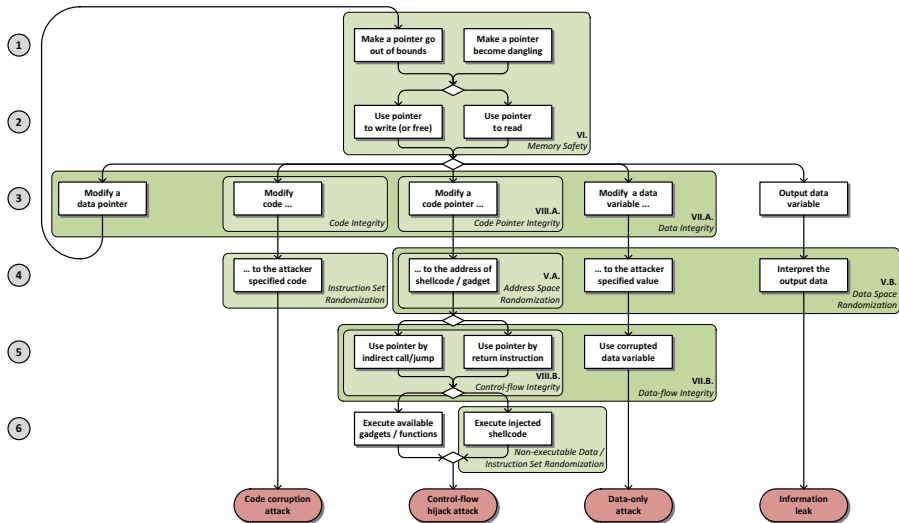 1
Make a pointer go
out of bounds
Make a pointer
become dangling
2
Use pointer
to write (or free)
Use pointer
to read
VI.
Memory Safety
3
Modify a
data pointer
Modify
code ...
Code Integrity
Modify a
code pointer ...
VIII.A.
Code Pointer Integrity
Modify a data
variable ...
VII.A.
Data Integrity
Output data
variable
4
... to the attacker
specified code
Instruction Set
Randomization
... to the address of
shellcode / gadget
V.A.
Address Space
Randomization
... to the attacker
specified value
Interpret the
output data
V.B.
Data Space
Randomization
5
Use pointer by
indirect call/jump
Use pointer by
return instruction
VIII.B.
Control-flow Integrity
Use corrupted
data variable
VII.B.
Data-flow Integrity
6
Execute available
gadgets / functions
Execute injected
shellcode
Non-executable Data /
Instruction Set Randomization
Code corruption
attack
Control-flow
hijack attack
Data-only
attack
Information
leak